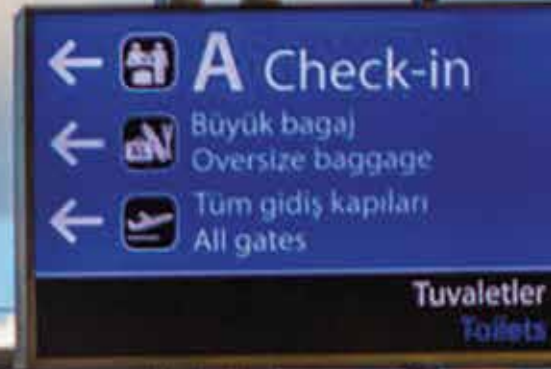 A Check-in
Büyük bagaj
Oversize baggage
Tüm gidiş kapıları
All gates
Tuvaletler
Toilets